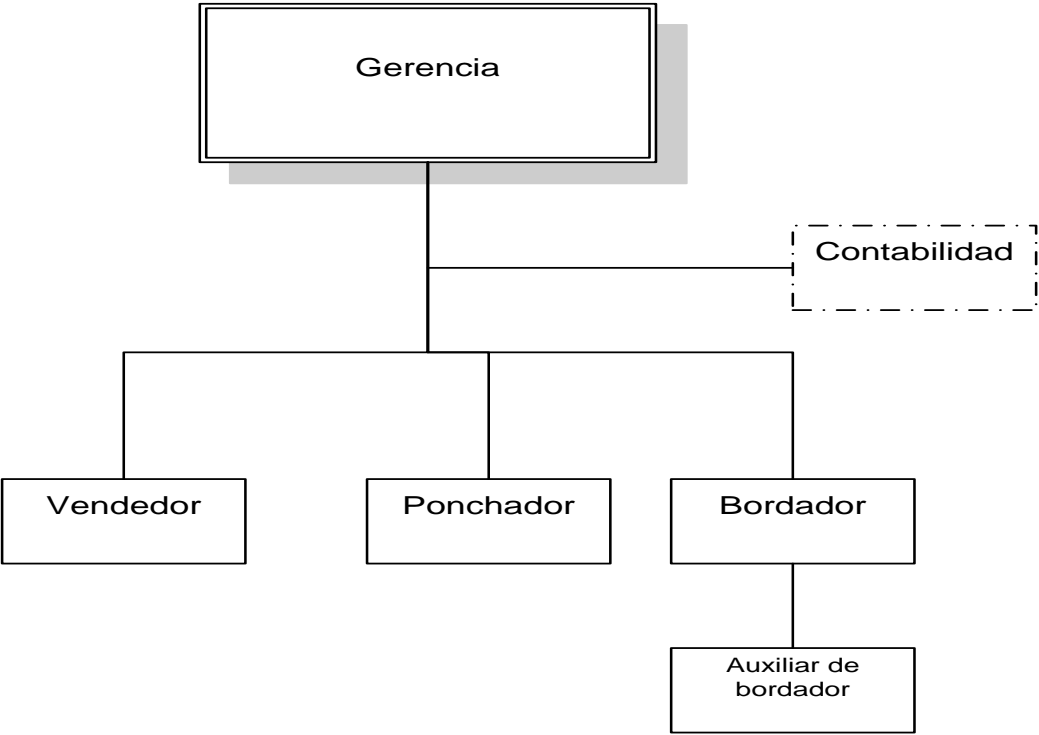 Gerencia
Contabilidad
Vendedor
Ponchador
Bordador
Auxiliar de
bordador